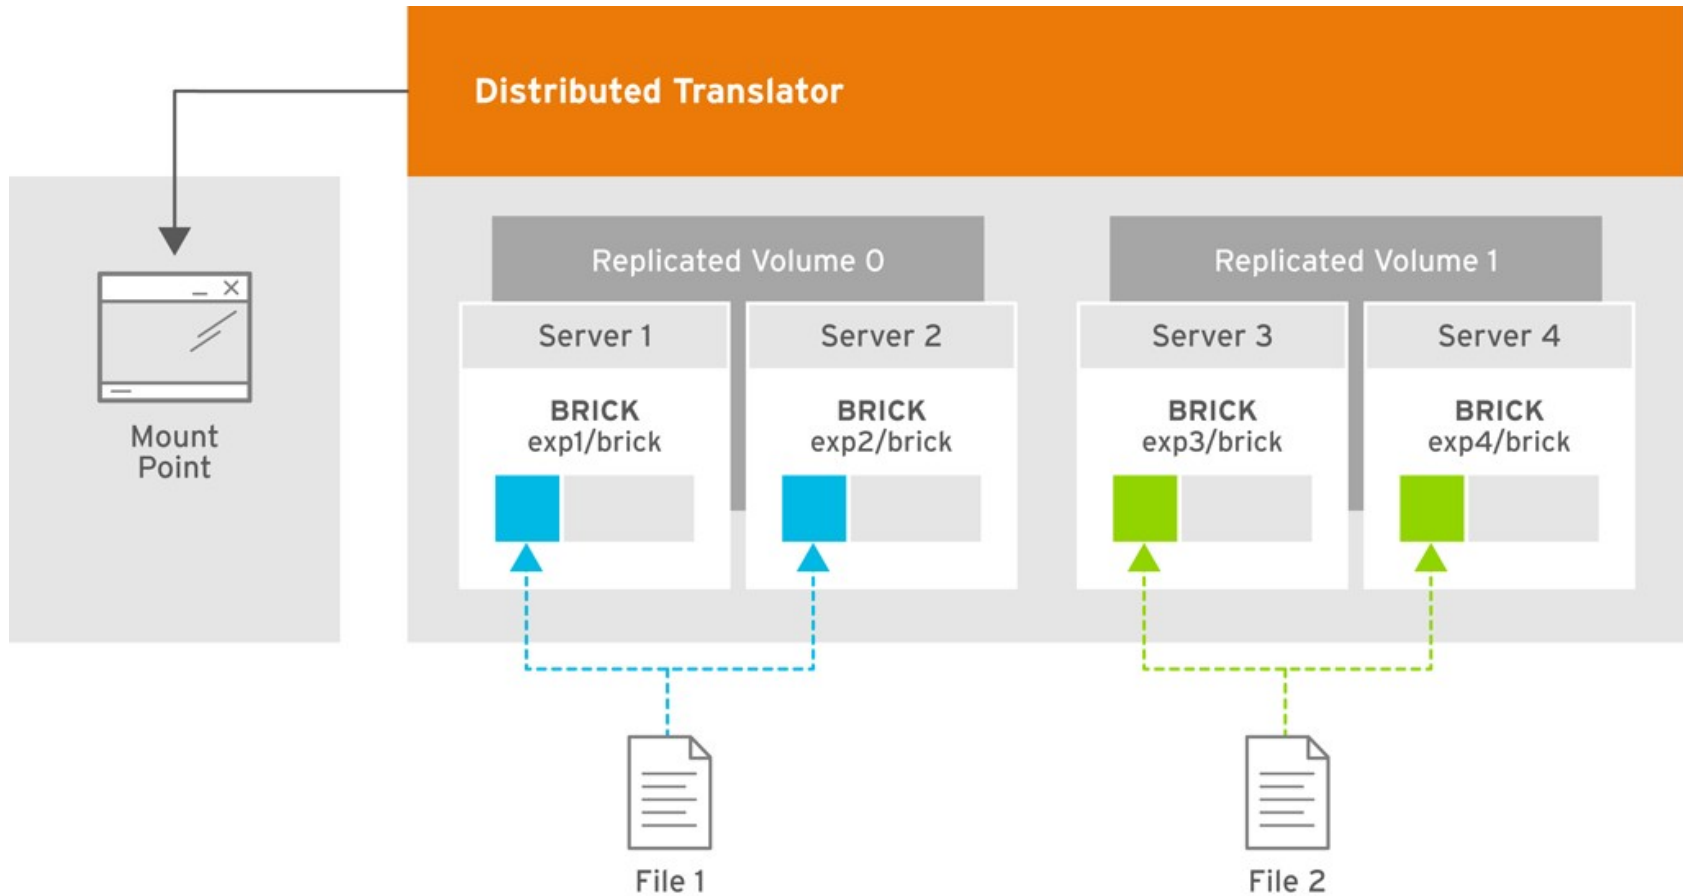 Distributed Translator
Replicated Volume 0
Replicated Volume 1
Server 1
Server 2
Server 3
Server 4
BRICK
exp1/brick
BRICK
exp2/brick
BRICK
exp3/brick
BRICK
exp4/brick
Mount
Point
File 1
File 2